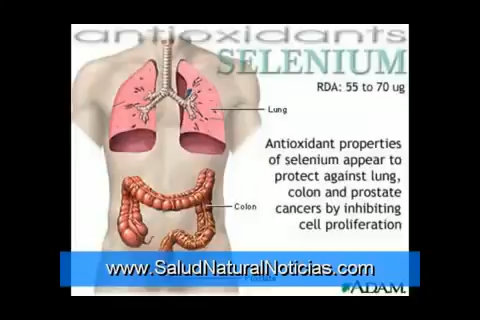 antioxidants
SELENIUM
RDA: 55 to 70 ug
Lung
Antioxidant properties
of selenium appear to
protect against lung,
colon and prostate
cancers by inhibiting
cell proliferation
Colon
www.SaludNaturalNoticias.com
ADAM.